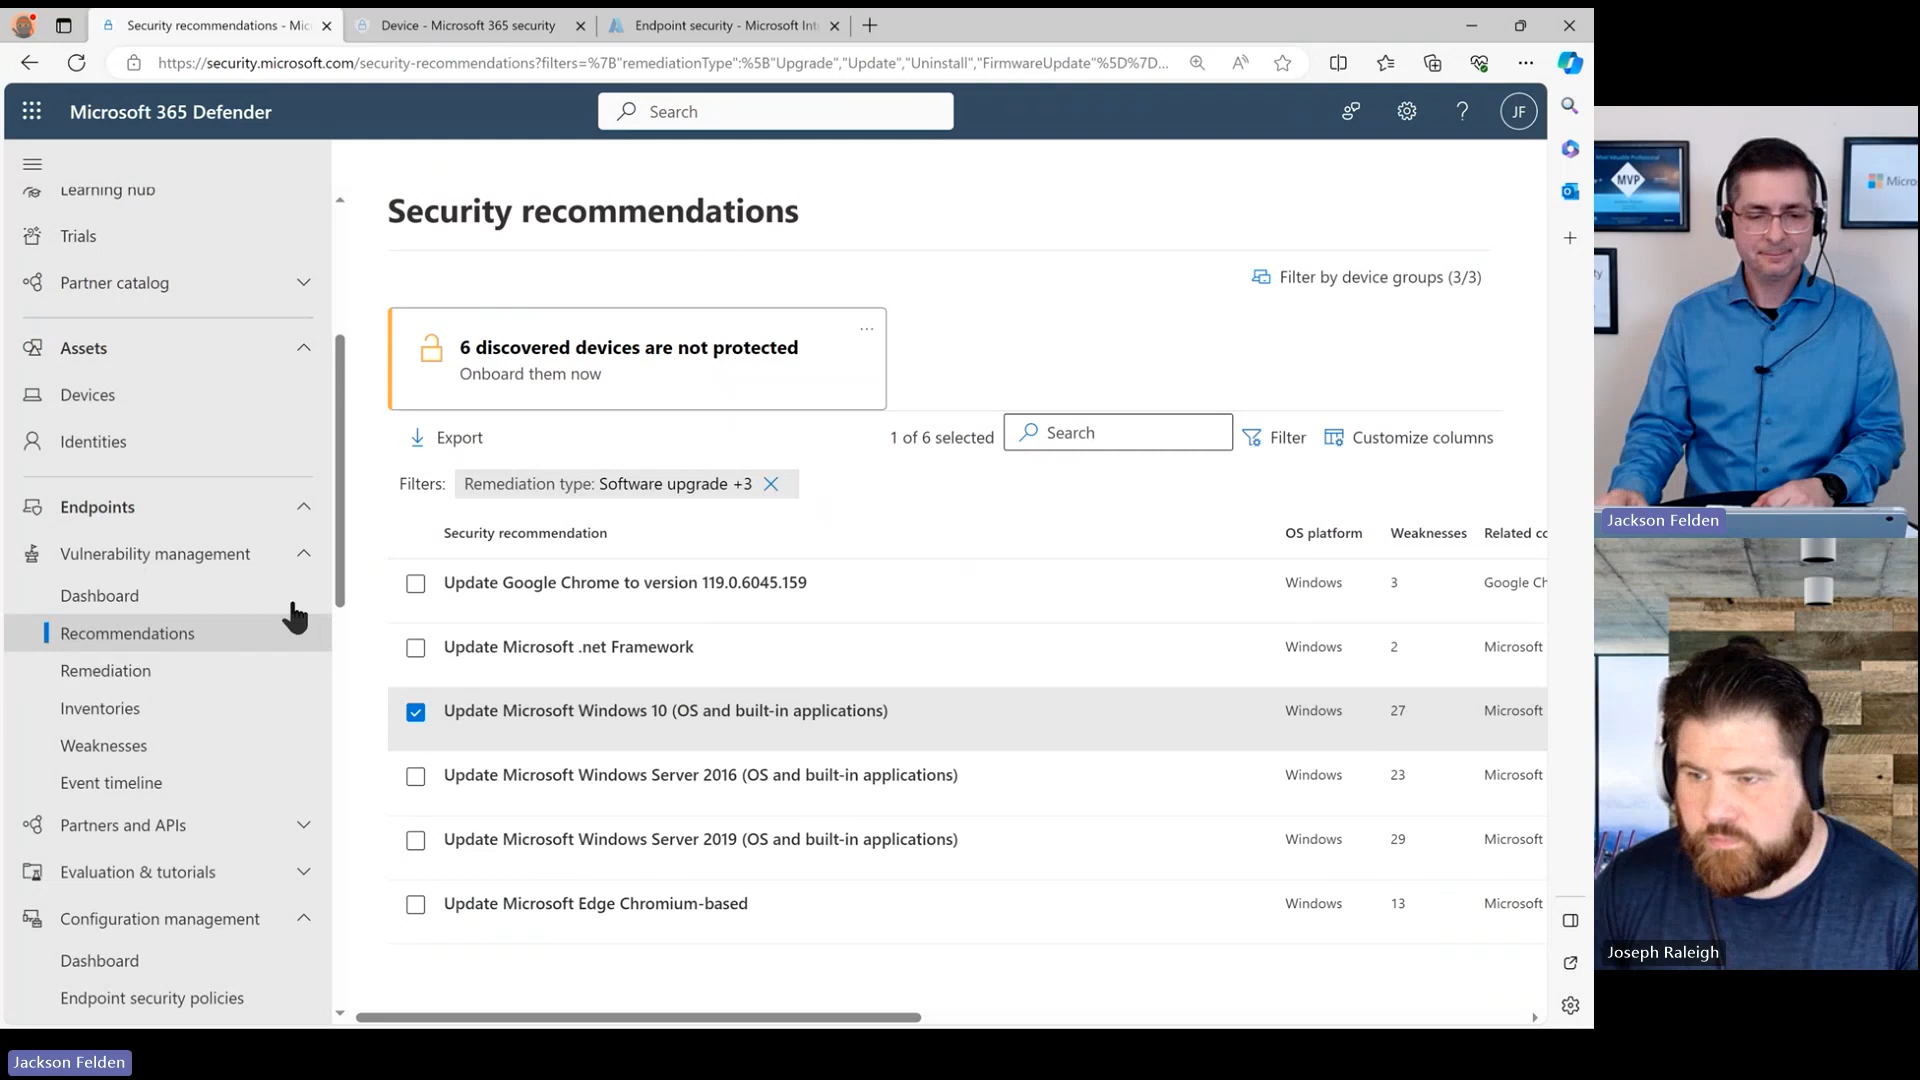 Security recommendations - Mic
Device - Microsoft 365 security
Endpoint security - Microsoft Int
https://security.microsoft.com/security-recommendations?filters=%7B"remediationType":%5B"Upgrade","Update","Uninstall","FirmwareUpdate"%5D%7D...
Microsoft 365 Defender
Search
JF
Learning hub
Trials
Partner catalog
Assets
Devices
Identities
Endpoints
Vulnerability management
Dashboard
Recommendations
Remediation
Inventories
Weaknesses
Event timeline
Partners and APIs
Evaluation & tutorials
Configuration management
Dashboard
Endpoint security policies
Security recommendations
Filter by device groups (3/3)
6 discovered devices are not protected
Onboard them now
Export
1 of 6 selected
Search
Filter
Customize columns
Filters: Remediation type: Software upgrade +3
Security recommendation OS platform Weaknesses Related co
Update Google Chrome to version 119.0.6045.159 Windows 3 Google Ch
Update Microsoft .net Framework Windows 2 Microsoft
Update Microsoft Windows 10 (OS and built-in applications) Windows 27 Microsoft
Update Microsoft Windows Server 2016 (OS and built-in applications) Windows 23 Microsoft
Update Microsoft Windows Server 2019 (OS and built-in applications) Windows 29 Microsoft
Update Microsoft Edge Chromium-based Windows 13 Microsoft
MVP
Micros
Jackson Felden
Joseph Raleigh
Jackson Felden